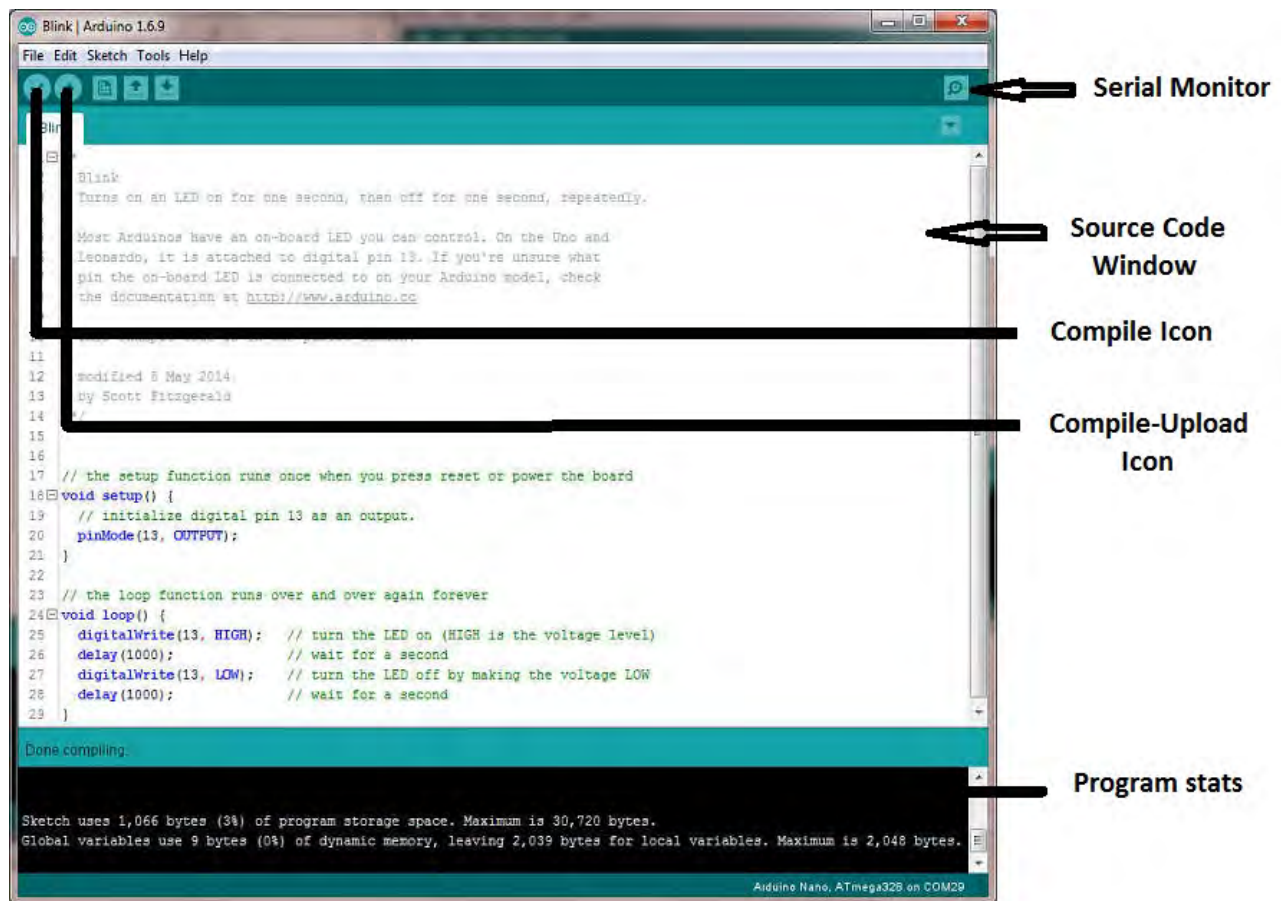 Blink | Arduino 1.6.9
File Edit Sketch Tools Help
Serial Monitor
Blin
Blink
Turns on an LED on for one second, then off for one second, repeatedly.
Most Arduinos have an on-board LED you can control. On the Uno and
Leonardo, it is attached to digital pin 13. If you're unsure what
pin the on-board LED is connected to on your Arduino model, check
the documentation at http://www.arduino.cc
Source Code
Window
Compile Icon
11
12 modified 8 May 2014
13 by Scott Fitzgerald
14 */
Compile-Upload
Icon
15
16
17 // the setup function runs once when you press reset or power the board
18 void setup() {
19 // initialize digital pin 13 as an output.
20 pinMode(13, OUTPUT);
21 }
22
23 // the loop function runs over and over again forever
24 void loop() {
25 digitalWrite(13, HIGH); // turn the LED on (HIGH is the voltage level)
26 delay(1000); // wait for a second
27 digitalWrite(13, LOW); // turn the LED off by making the voltage LOW
28 delay(1000); // wait for a second
29 }
Done compiling.
Program stats
Sketch uses 1,066 bytes (3%) of program storage space. Maximum is 30,720 bytes.
Global variables use 9 bytes (0%) of dynamic memory, leaving 2,039 bytes for local variables. Maximum is 2,048 bytes.
Arduino Nano, ATmega328 on COM29